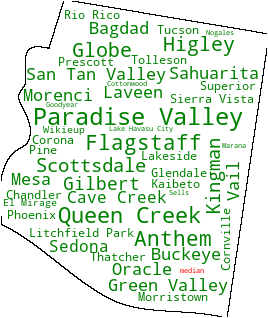 Rio Rico
Bagdad
Tucson
Nogales
Globe
Higley
Prescott
Tolleson
San Tan Valley
Sahuarita
Cottonwood
Superior
Morenci
Laveen
Sierra Vista
Goodyear
Paradise Valley
Wikieup
Lake Havasu City
Corona
Flagstaff
Marana
Pine
Lakeside
Kingman
Scottsdale
Vail
Glendale
Mesa
Gilbert
Kaibeto
Chandler
Cave Creek
Sells
El Mirage
Phoenix
Queen Creek
Cornville
Litchfield Park
Anthem
Sedona
Thatcher
Buckeye
Oracle
median
Green Valley
Morristown